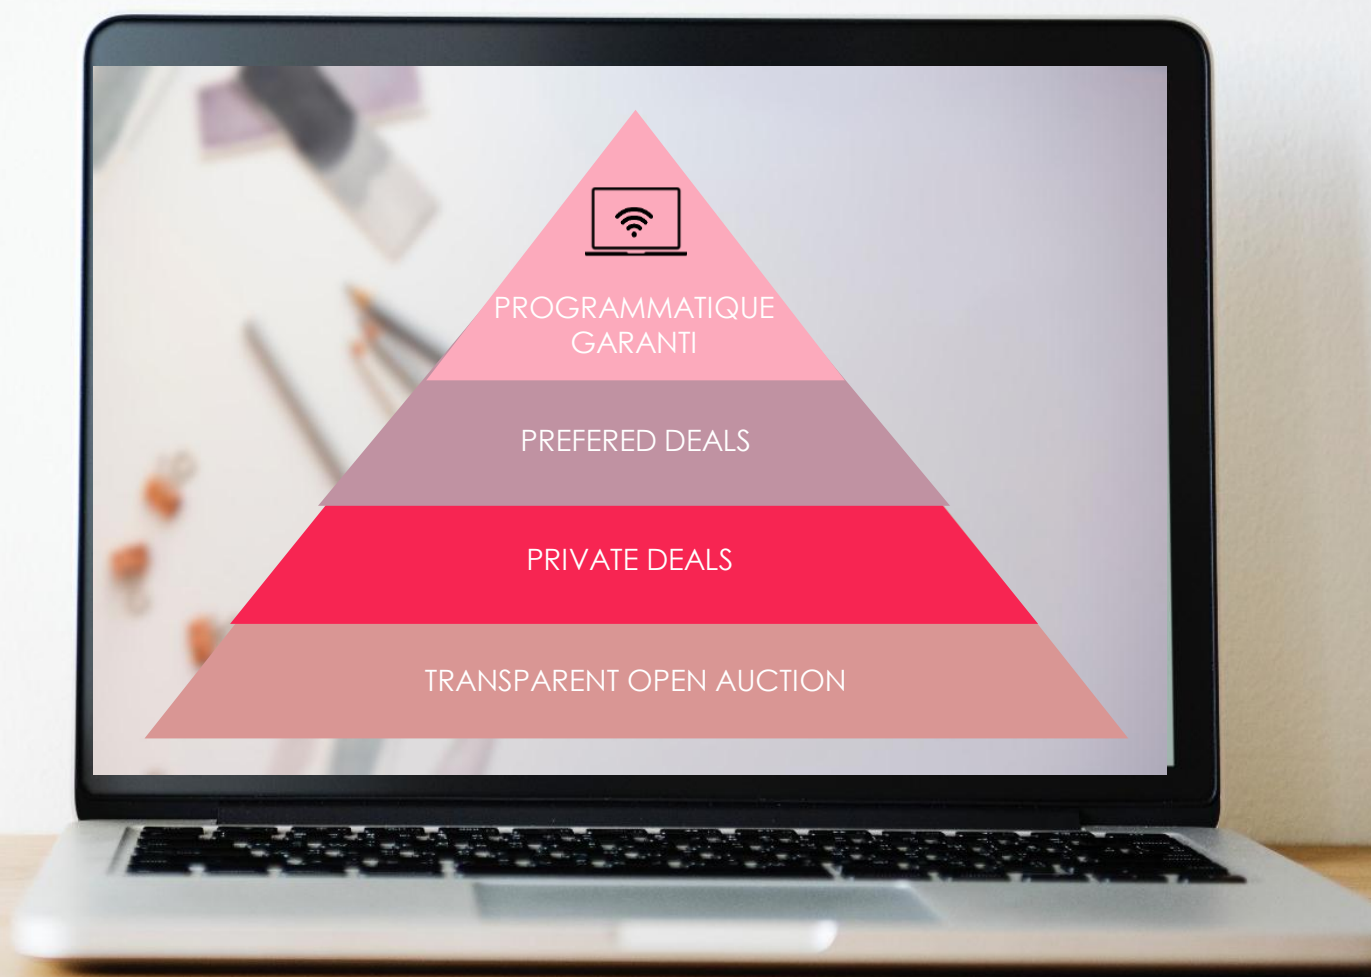 PROGRAMMATIQUE
GARANTI
PREFERED DEALS
PRIVATE DEALS
TRANSPARENT OPEN AUCTION